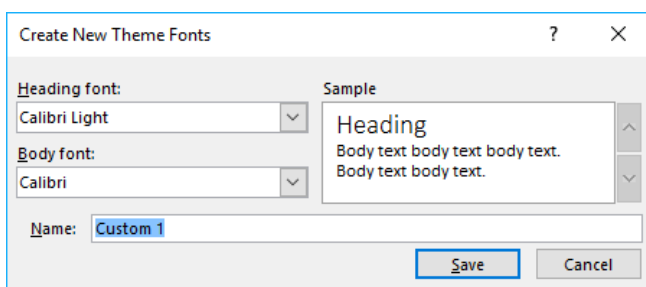 Create New Theme Fonts
Heading font:
Calibri Light
Body font:
Calibri
Sample
Heading
Body text body text body text.
Body text body text.
Name: Custom 1
Save Cancel